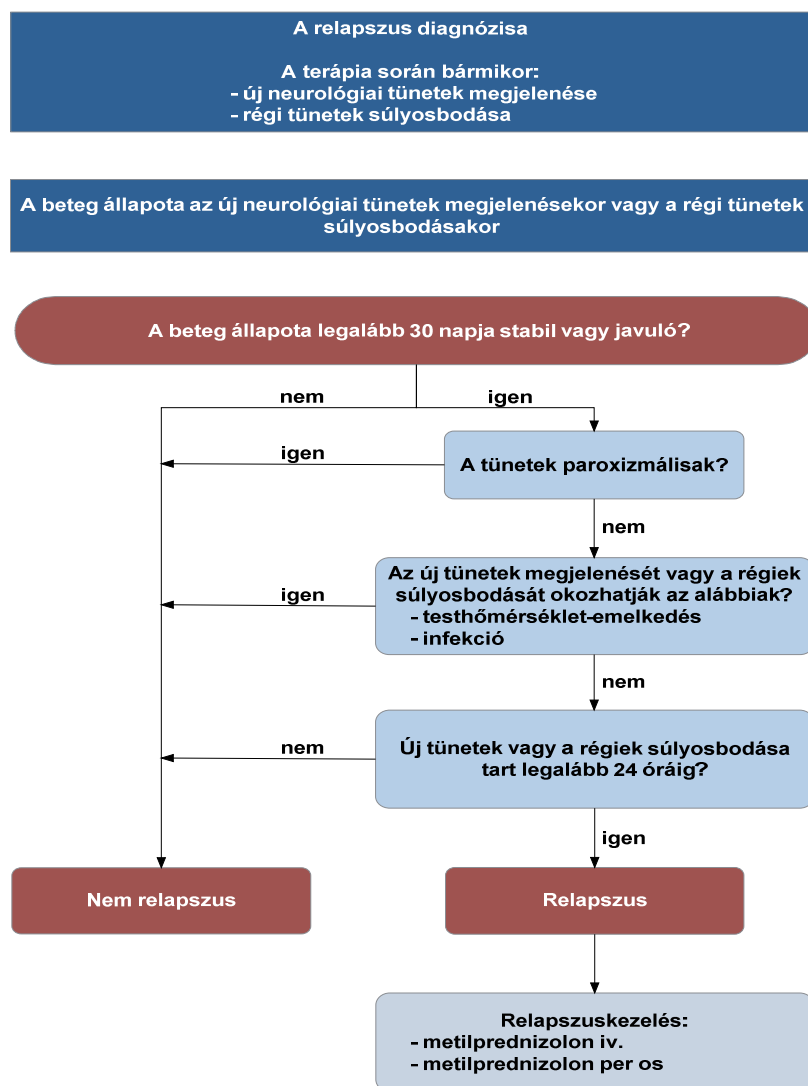 A relapszus diagnózisa
A terápia során bármikor:
- új neurológiai tünetek megjelenése
- régi tünetek súlyosbodása
A beteg állapota az új neurológiai tünetek megjelenésekor vagy a régi tünetek
súlyosbodásakor
A beteg állapota legalább 30 napja stabil vagy javuló?
nem
igen
igen
A tünetek paroxizmálisak?
nem
Az új tünetek megjelenését vagy a régiek
súlyosbodását okozhatják az alábbiak?
- testhőmérséklet-emelkedés
- infekció
igen
nem
Új tünetek vagy a régiek súlyosbodása
tart legalább 24 óráig?
nem
igen
Nem relapszus
Relapszus
Relapszuskezelés:
- metilprednizolon iv.
- metilprednizolon per os